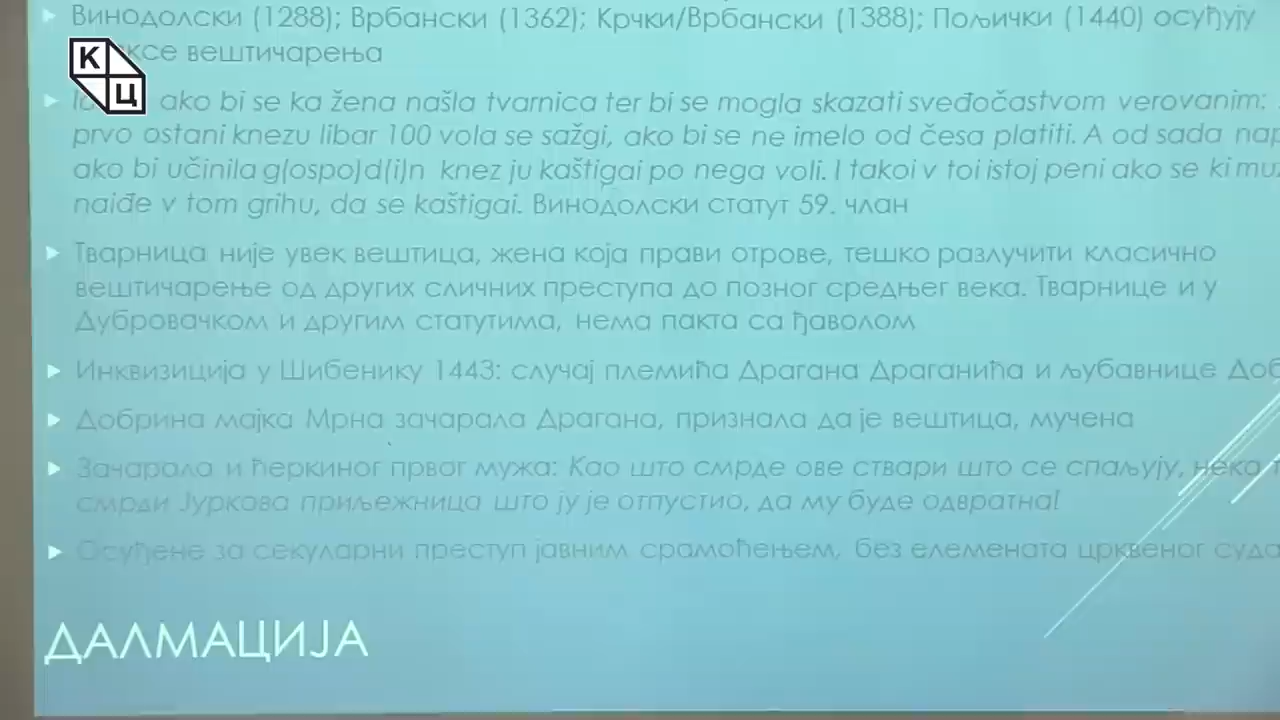 Винодолски (1288); Врбански (1362); Крчки/Врбански (1388); Пољички (1440) осуђују
вештичарења
К
Ц
ako bi se ka žena našla tvarnica ter bi se mogla skazati sveđočastvom verovanim:
prvo ostani knezu libar 100 vola se sažgi, ako bi se ne imelo od česa platiti. A od sada
ako bi učinila g(ospo)d(i)n knez ju kaštigai po nega voli. I takoi v toi istoj peni ako se ki
naiđe v tom grihu, da se kaštigai. Винодолски статут 59. члан
Тварница није увек вештица, жена која прави отрове, тешко разлучити класично
вештичарење од других сличних преступа до позног средњег века. Тварнице и у
Дубровачком и другим статутима, нема пакта са ђаволом
Инквизиција у Шибенику 1443: случај племића Драгана Драганића и љубавнице
Добрина мајка Мрна зачарала Драгана, признала да је вештица, мучена
Зачарала и ћеркиног првог мужа: Као што смрде ове ствари што се спаљују, нека
смрди Јуркова приљежница што ју је отпустио, да му буде одвратна!
Осуђене за секуларни преступ јавним срамоћењем, без елемената црквеног
ДАЛМАЦИЈА